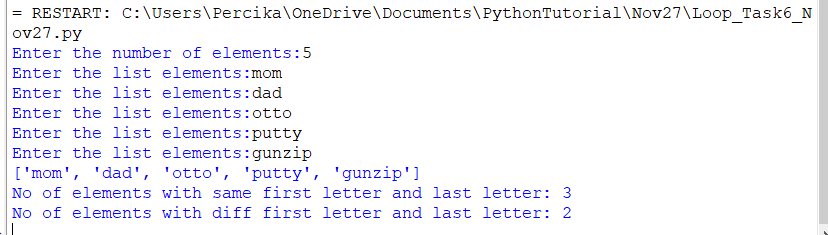 = RESTART: C:\Users\Percika\OneDrive\Documents\PythonTutorial\Nov27\Loop_Task6_N
ov27.py
Enter the number of elements:5
Enter the list elements:mom
Enter the list elements:dad
Enter the list elements:otto
Enter the list elements:putty
Enter the list elements:gunzip
['mom', 'dad', 'otto', 'putty', 'gunzip']
No of elements with same first letter and last letter: 3
No of elements with diff first letter and last letter: 2